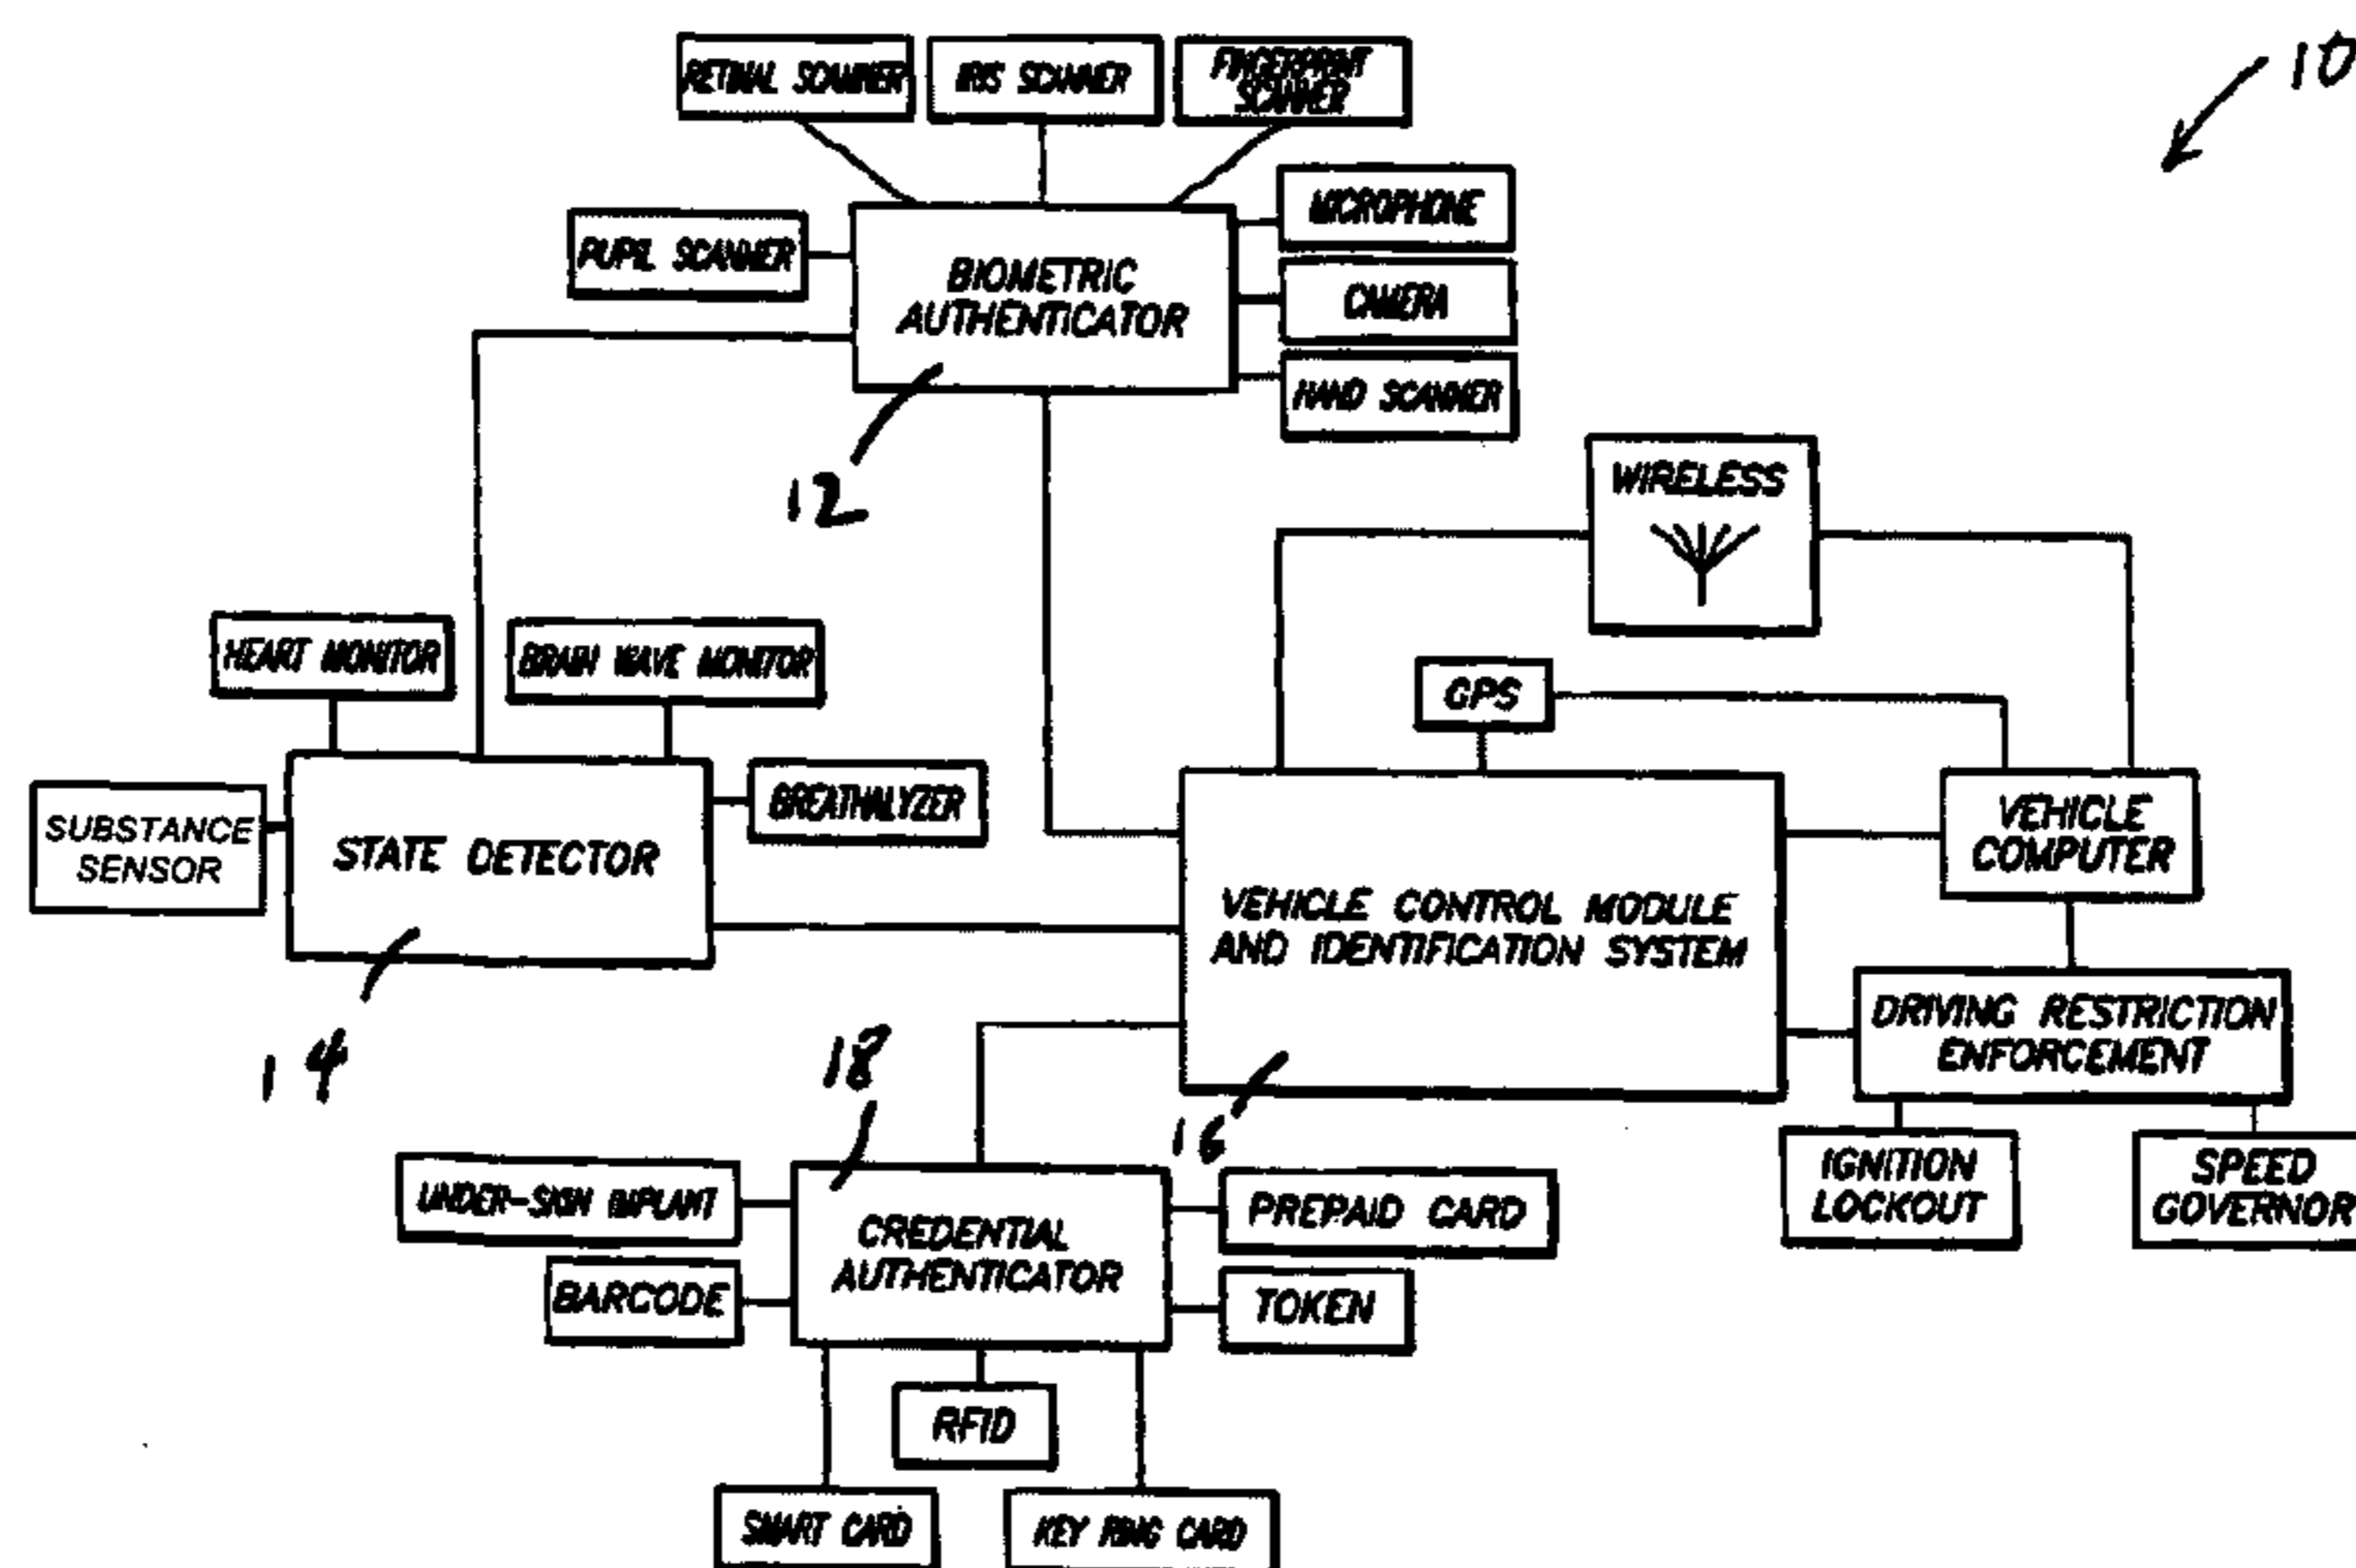 10
RETINAL SCANNER
IRIS SCANNER
FINGERPRINT
SCANNER
MICROPHONE
PUPIL SCANNER
BIOMETRIC
AUTHENTICATOR
CAMERA
HAND SCANNER
12
WIRELESS
HEART MONITOR
BRAIN WAVE MONITOR
GPS
SUBSTANCE
SENSOR
STATE DETECTOR
BREATHALYZER
VEHICLE
COMPUTER
VEHICLE CONTROL MODULE
AND IDENTIFICATION SYSTEM
DRIVING RESTRICTION
ENFORCEMENT
14
18
16
IGNITION
LOCKOUT
SPEED
GOVERNOR
UNDER-SKIN IMPLANT
CREDENTIAL
AUTHENTICATOR
PREPAID CARD
BARCODE
TOKEN
RFID
SMART CARD
KEY RING CARD